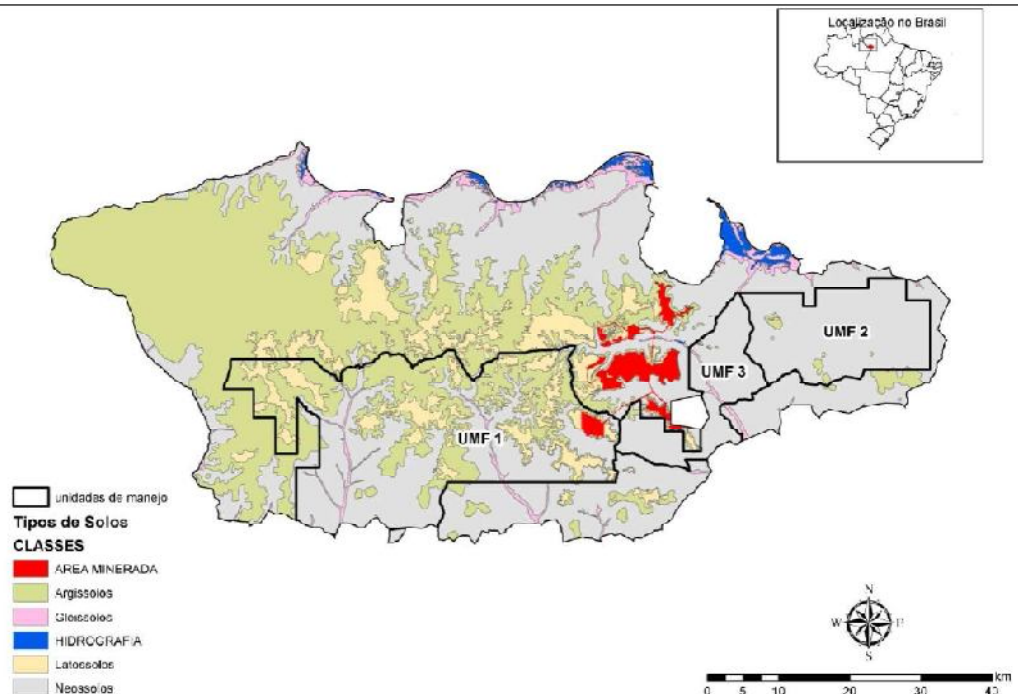 Localização no Brasil
UMF 2
UMF 3
UMF 1
unidades de manejo
Tipos de Solos
CLASSES
AREA MINERADA
Argissolos
Gleissolos
HIDROGRAFIA
Latossolos
Neossolos
N
W
S
km
0 5 10 20 30 40